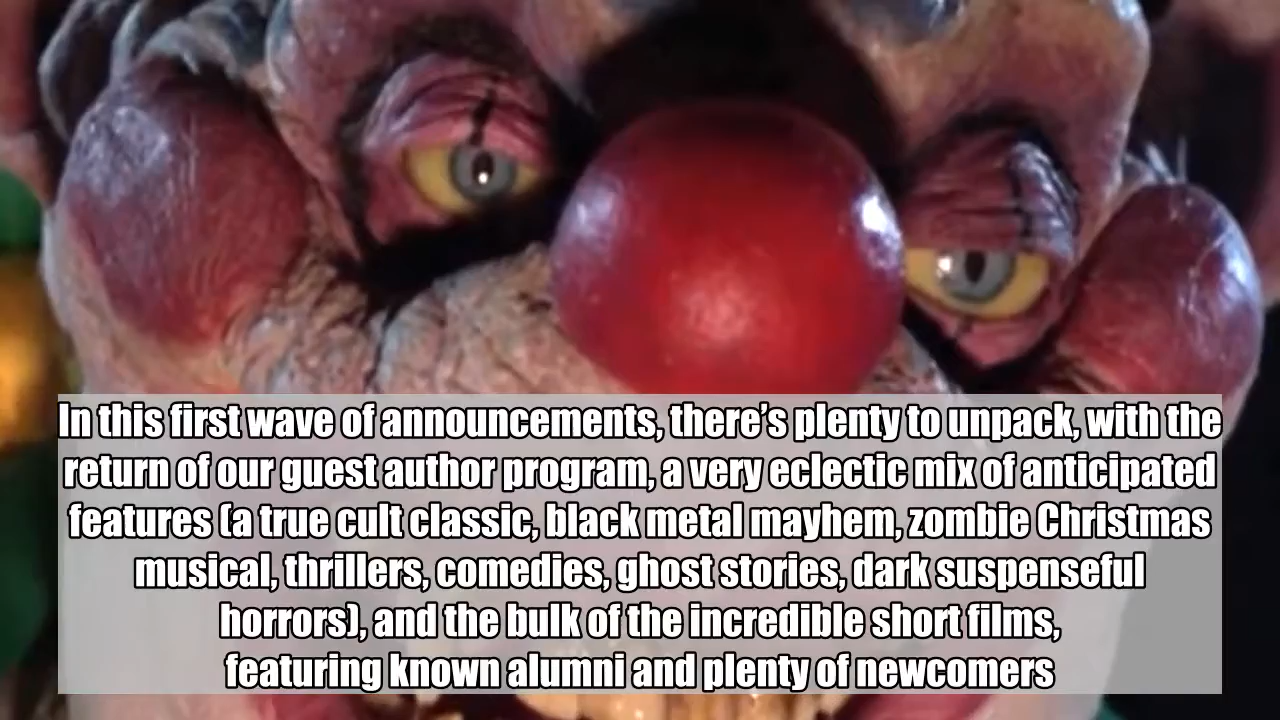 In this first wave of announcements, there’s plenty to unpack, with the
return of our guest author program, a very eclectic mix of anticipated
features (a true cult classic, black metal mayhem, zombie Christmas
musical, thrillers, comedies, ghost stories, dark suspenseful
horrors), and the bulk of the incredible short films,
featuring known alumni and plenty of newcomers